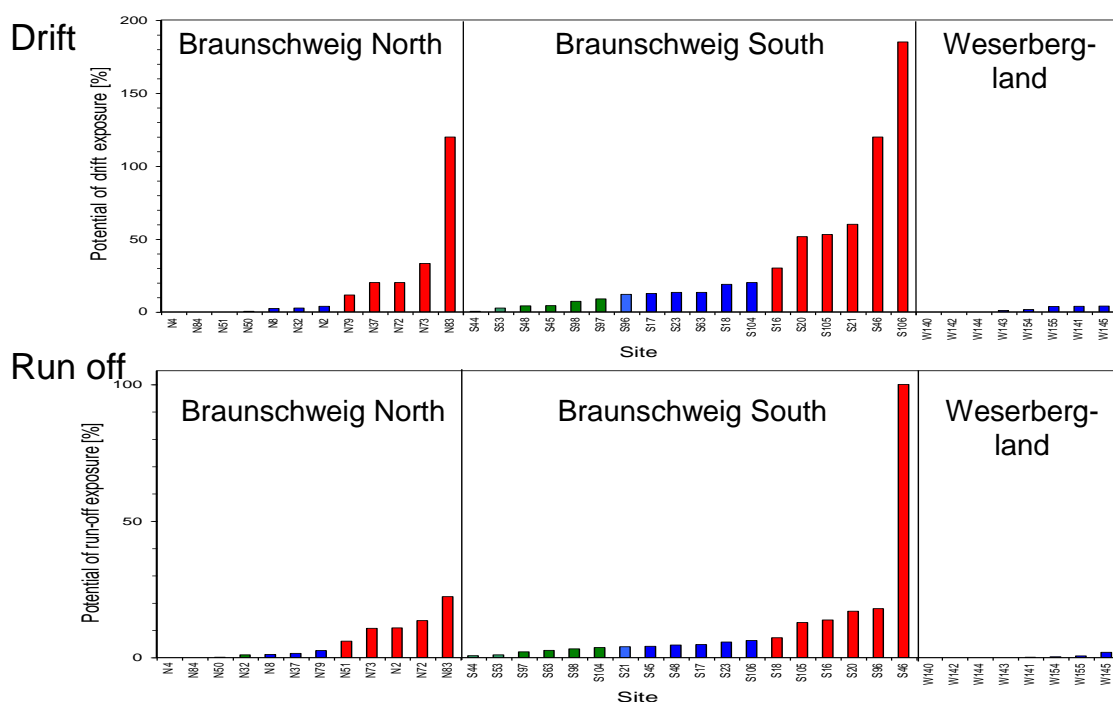 Drift
Braunschweig North
Braunschweig South
Weserberg-
land
Potential of drift exposure [%]
200
150
100
50
0
N4 N84 N51 N50 N8 N32 N2 N79 N37 N72 N73 N83 S44 S53 S48 S45 S98 S97 S96 S17 S23 S63 S18 S104 S16 S20 S105 S21 S46 S106 W140 W142 W144 W143 W154 W155 W141 W145
Site
Run off
Braunschweig North
Braunschweig South
Weserberg-
land
Potential of run-off exposure [%]
100
50
0
N4 N84 N50 N32 N8 N37 N79 N51 N73 N2 N72 N83 S44 S53 S97 S63 S98 S104 S21 S45 S48 S17 S23 S106 S18 S105 S16 S20 S96 S46 W140 W142 W144 W143 W141 W154 W155 W145
Site